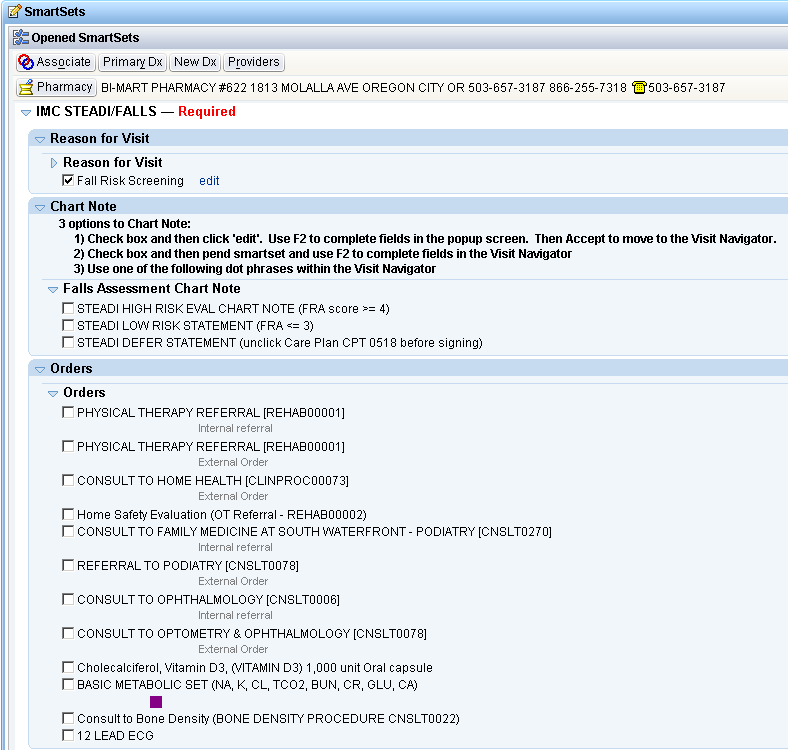 SmartSets
Opened SmartSets
Associate Primary Dx New Dx Providers
Pharmacy BI-MART PHARMACY #622 1813 MOLALLA AVE OREGON CITY OR 503-657-3187 866-255-7318 503-657-3187
IMC STEADI/FALLS — Required
Reason for Visit
Reason for Visit
Fall Risk Screening edit
Chart Note
3 options to Chart Note:
1) Check box and then click 'edit'. Use F2 to complete fields in the popup screen. Then Accept to move to the Visit Navigator.
2) Check box and then pend smartset and use F2 to complete fields in the Visit Navigator
3) Use one of the following dot phrases within the Visit Navigator
Falls Assessment Chart Note
STEADI HIGH RISK EVAL CHART NOTE (FRA score >= 4)
STEADI LOW RISK STATEMENT (FRA <= 3)
STEADI DEFER STATEMENT (unclick Care Plan CPT 0518 before signing)
Orders
Orders
PHYSICAL THERAPY REFERRAL [REHAB00001]
Internal referral
PHYSICAL THERAPY REFERRAL [REHAB00001]
External Order
CONSULT TO HOME HEALTH [CLINPROC00073]
External Order
Home Safety Evaluation (OT Referral - REHAB00002)
CONSULT TO FAMILY MEDICINE AT SOUTH WATERFRONT - PODIATRY [CNSLT0270]
Internal referral
REFERRAL TO PODIATRY [CNSLT0078]
External Order
CONSULT TO OPHTHALMOLOGY [CNSLT0006]
Internal referral
CONSULT TO OPTOMETRY & OPHTHALMOLOGY [CNSLT0078]
External Order
Cholecalciferol, Vitamin D3, (VITAMIN D3) 1,000 unit Oral capsule
BASIC METABOLIC SET (NA, K, CL, TCO2, BUN, CR, GLU, CA)
Consult to Bone Density (BONE DENSITY PROCEDURE CNSLT0022)
12 LEAD ECG